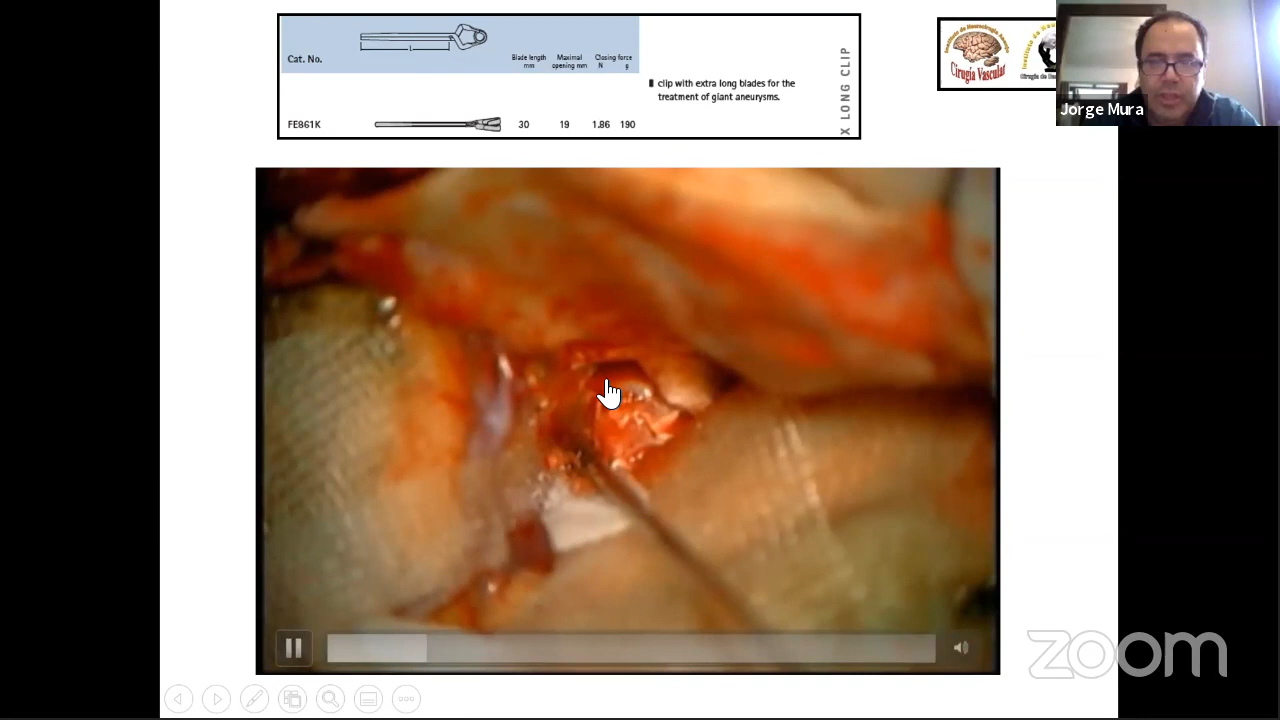 Cat. No.
L
Blade length
mm
Maximal
opening mm
Closing force
N g
clip with extra long blades for the
treatment of giant aneurysms.
FE861K 30 19 1.86 190
X LONG CLIP
Cirugía Vascular
Jorge Mura
zoom